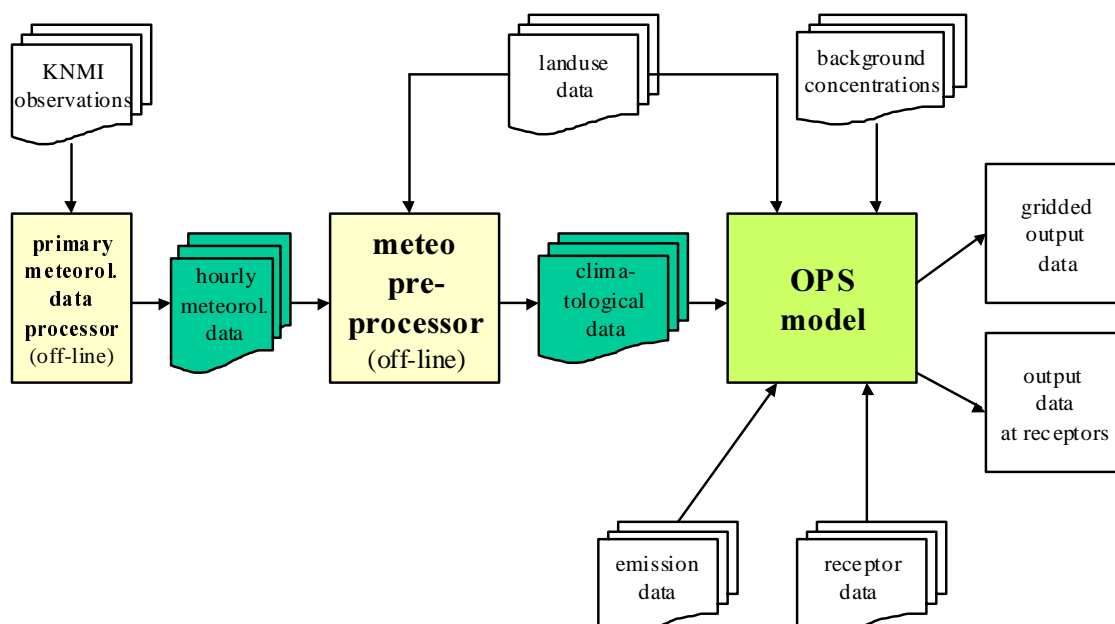 KNMI
observations
landuse
data
background
concentrations
primary
meteorol.
data
processor
(off-line)
hourly
meteorol.
data
meteo
pre-
processor
(off-line)
clima-
tological
data
OPS
model
gridded
output
data
output
data
at receptors
emission
data
receptor
data